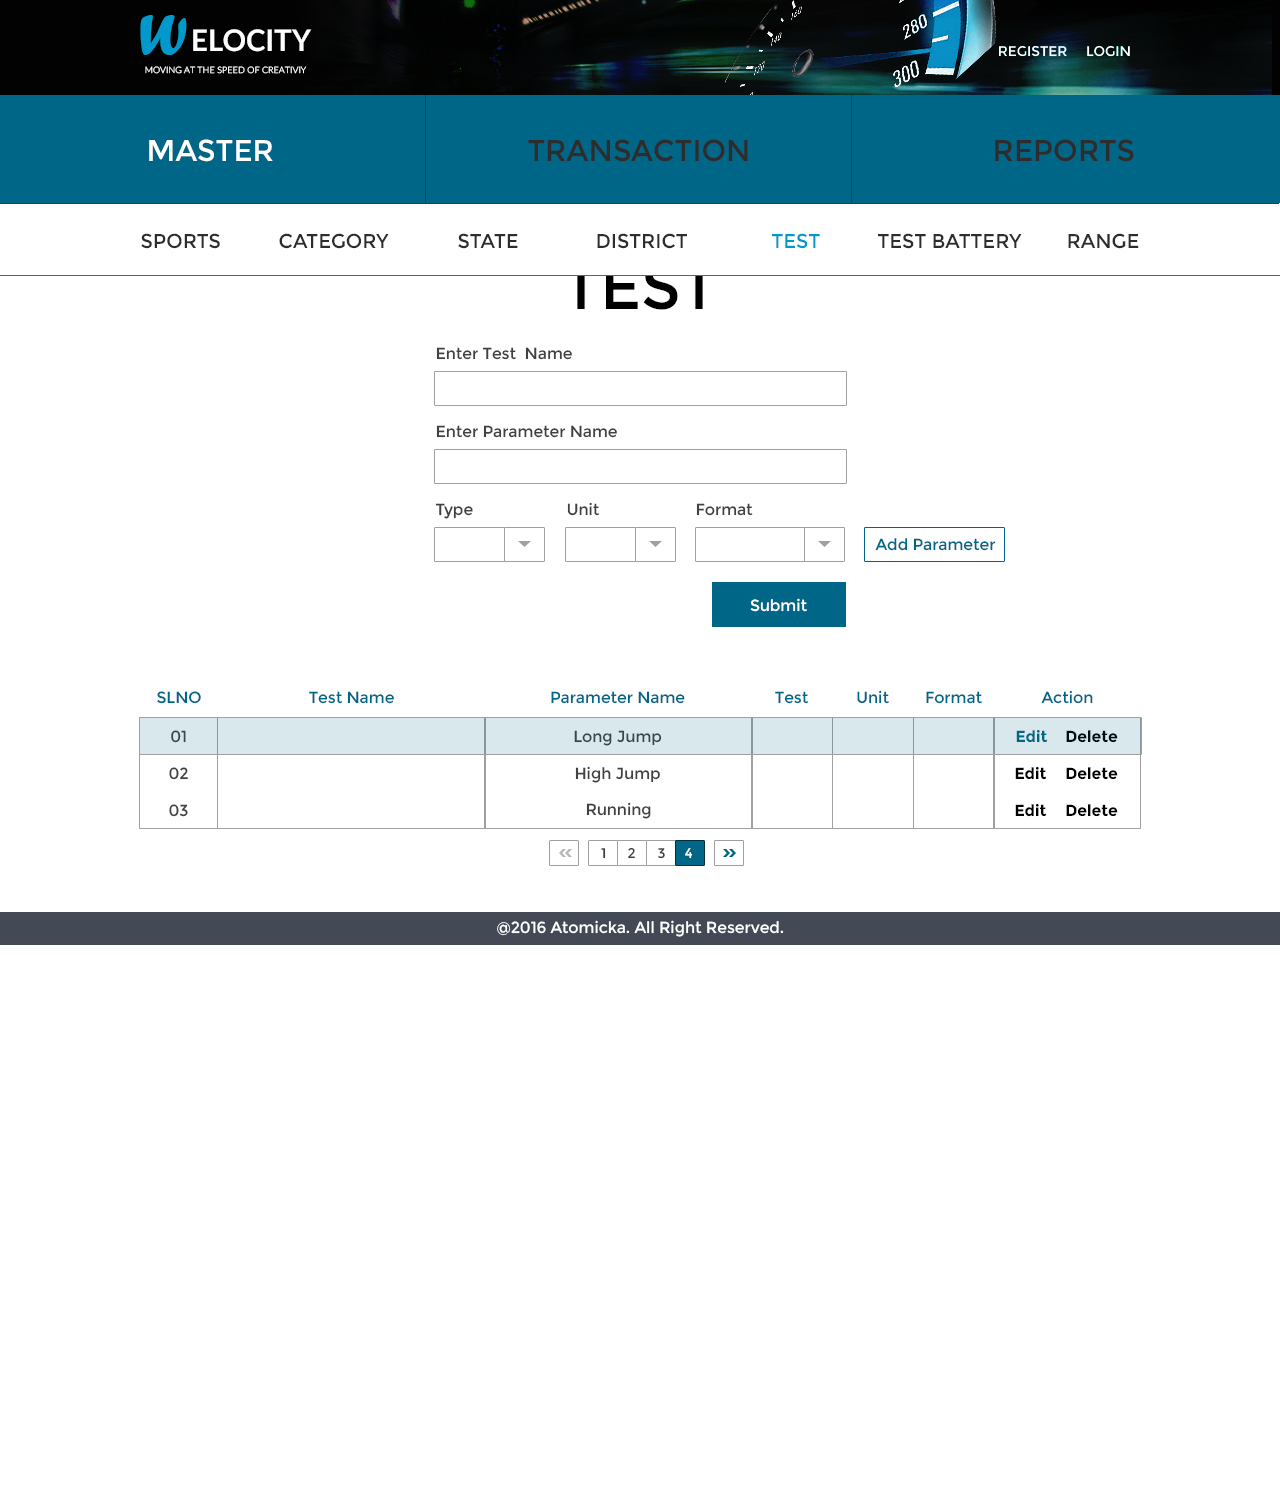 WELOCITY
MOVING AT THE SPEED OF CREATIVIY
280
300
REGISTER LOGIN
MASTER TRANSACTION REPORTS
SPORTS CATEGORY STATE DISTRICT TEST TEST BATTERY RANGE
TEST
Enter Test Name
Enter Parameter Name
Type Unit Format
Add Parameter
Submit
SLNO Test Name Parameter Name Test Unit Format Action
01 Long Jump Edit Delete
02 High Jump Edit Delete
03 Running Edit Delete
« 1 2 3 4 »
@2016 Atomicka. All Right Reserved.